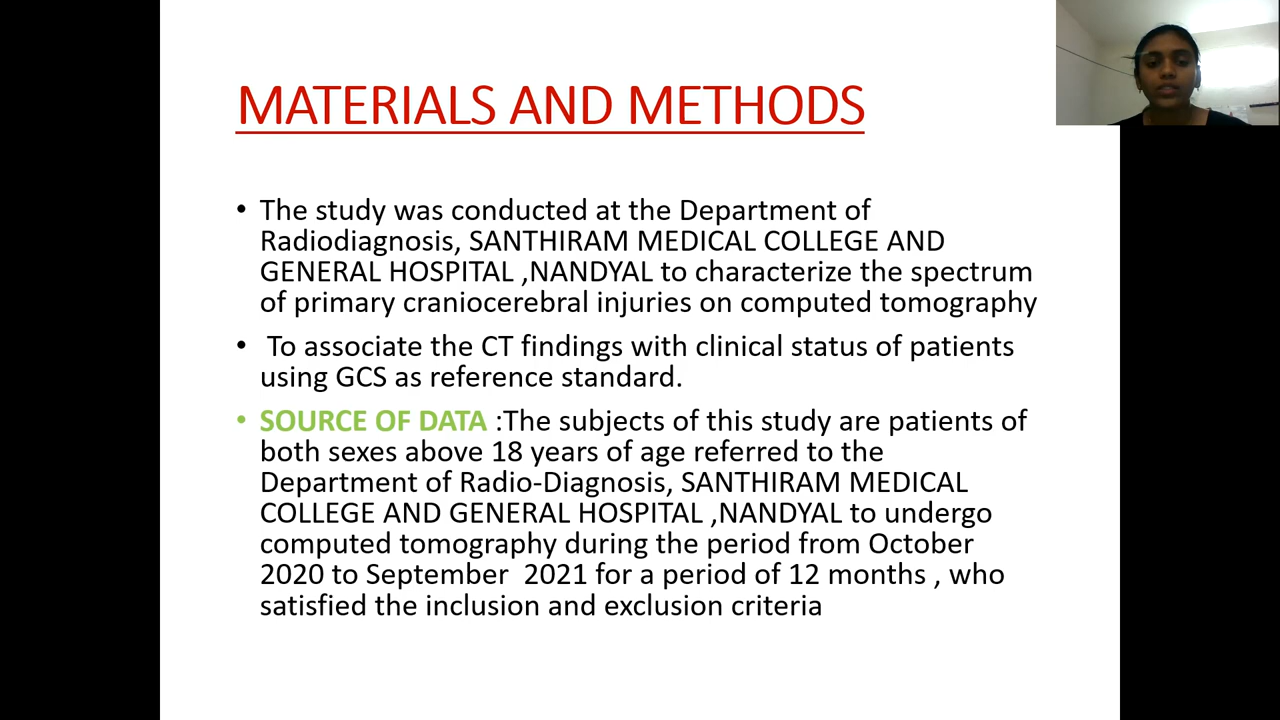 MATERIALS AND METHODS
• The study was conducted at the Department of
Radiodiagnosis, SANTHIRAM MEDICAL COLLEGE AND
GENERAL HOSPITAL ,NANDYAL to characterize the spectrum
of primary craniocerebral injuries on computed tomography
• To associate the CT findings with clinical status of patients
using GCS as reference standard.
• SOURCE OF DATA :The subjects of this study are patients of
both sexes above 18 years of age referred to the
Department of Radio-Diagnosis, SANTHIRAM MEDICAL
COLLEGE AND GENERAL HOSPITAL ,NANDYAL to undergo
computed tomography during the period from October
2020 to September  2021 for a period of 12 months , who
satisfied the inclusion and exclusion criteria